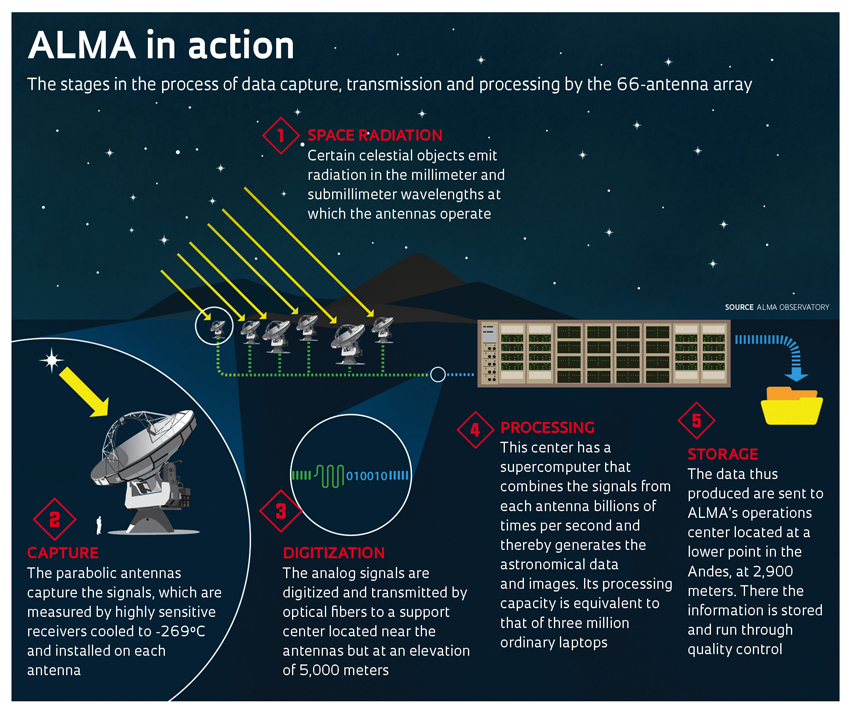 ALMA in action
The stages in the process of data capture, transmission and processing by the 66-antenna array
1
SPACE RADIATION
Certain celestial objects emit
radiation in the millimeter and
submillimeter wavelengths at
which the antennas operate
SOURCE ALMA OBSERVATORY
2
CAPTURE
The parabolic antennas
capture the signals, which are
measured by highly sensitive
receivers cooled to -269ºC
and installed on each
antenna
010010
3
DIGITIZATION
The analog signals are
digitized and transmitted by
optical fibers to a support
center located near the
antennas but at an elevation
of 5,000 meters
4
PROCESSING
This center has a
supercomputer that
combines the signals from
each antenna billions of
times per second and
thereby generates the
astronomical data
and images. Its processing
capacity is equivalent to
that of three million
ordinary laptops
5
STORAGE
The data thus
produced are sent to
ALMA's operations
center located at a
lower point in the
Andes, at 2,900
meters. There the
information is stored
and run through
quality control